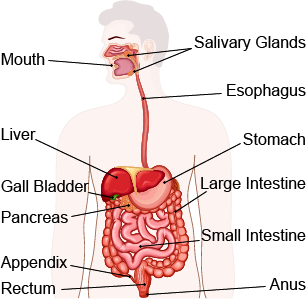 Salivary Glands
Mouth
Esophagus
Liver
Stomach
Gall Bladder
Large Intestine
Pancreas
Small Intestine
Appendix
Rectum
Anus